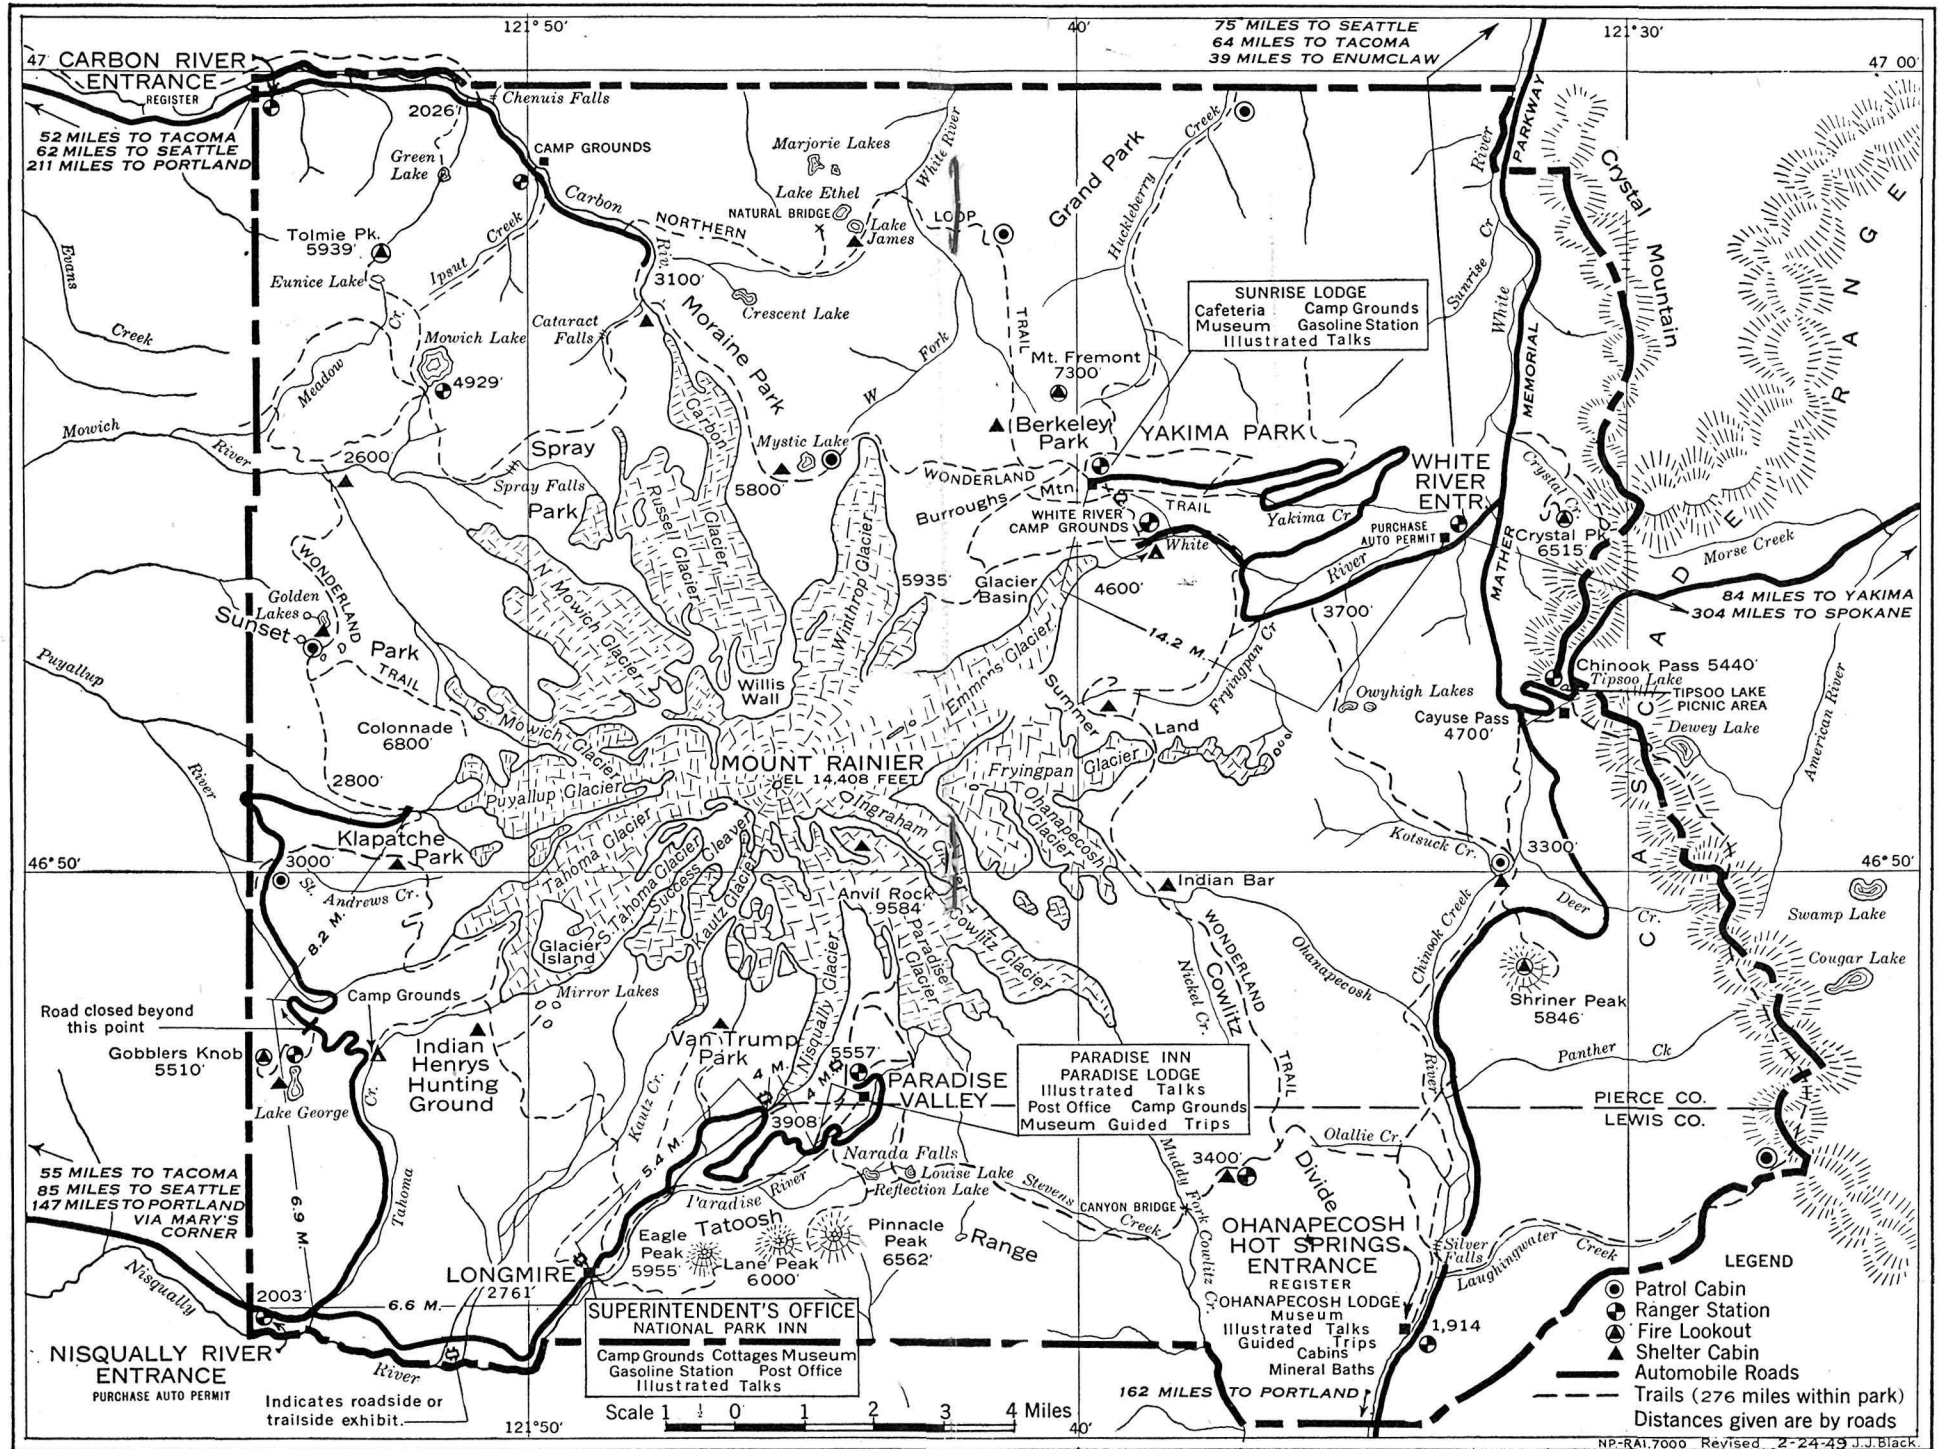 121°50'
40'
121°30'
75 MILES TO SEATTLE
64 MILES TO TACOMA
39 MILES TO ENUMCLAW
47
47 00'
CARBON RIVER
ENTRANCE
REGISTER
52 MILES TO TACOMA
62 MILES TO SEATTLE
211 MILES TO PORTLAND
2026'
Chenuis Falls
CAMP GROUNDS
Green
Lake
Carbon
Riv.
Ipsut Creek
Marjorie Lakes
Lake Ethel
NATURAL BRIDGE
Lake
James
NORTHERN
LOOP
TRAIL
White River
Grand Park
Huckleberry
Creek
River
PARKWAY
Crystal
Mountain
Sunrise Cr
White
MEMORIAL
MATHER
CASCADE
RANGE
Evans
Creek
Tolmie Pk.
5939'
Eunice Lake
Meadow
Cr.
Mowich Lake
4929'
Cataract
Falls
3100'
Moraine Park
Crescent Lake
W
Fork
SUNRISE LODGE
Cafeteria Camp Grounds
Museum Gasoline Station
Illustrated Talks
Mt. Fremont
7300'
Berkeley
Park
YAKIMA PARK
Mowich
River
2600'
Spray
Park
Spray Falls
Carbon
Glacier
Russell Glacier
Mystic Lake
5800'
Winthrop Glacier
WONDERLAND
TRAIL
Burroughs
Mtn.
WHITE RIVER
CAMP GROUNDS
Yakima Cr
WHITE
RIVER
ENTR.
PURCHASE
AUTO PERMIT
Crystal Cr.
Crystal Pk.
6515'
Morse Creek
84 MILES TO YAKIMA
304 MILES TO SPOKANE
White
River
4600'
3700'
5935'
Glacier
Basin
14.2 M.
Fryingpan Cr
WONDERLAND
TRAIL
Golden
Lakes
Sunset
Park
N. Mowich
Glacier
Willis
Wall
Emmons Glacier
Summer
Land
Owyhigh Lakes
Chinook Pass 5440'
Tipsoo Lake
TIPSOO LAKE
PICNIC AREA
Cayuse Pass
4700'
Dewey Lake
American River
Puyallup
River
Colonnade
6800'
S. Mowich Glacier
2800'
Puyallup Glacier
MOUNT RAINIER
EL 14,408 FEET
Fryingpan Glacier
Ingraham
Ohanapecosh
Glacier
Kotsuck Cr.
3300'
46°50'
46°50'
3000'
Klapatche
Park
St.
Andrews Cr.
8.2 M.
Tahoma Glacier
S. Tahoma Glacier
Success Cleaver
Kautz Glacier
Anvil Rock
9584'
Indian Bar
Deer
Cr.
Swamp Lake
Cougar Lake
Glacier
Island
Nisqually Glacier
Paradise
Glacier
Cowlitz Glacier
WONDERLAND
TRAIL
Cowlitz
Divide
Nickel Cr.
Ohanapecosh
River
Chinook Creek
Shriner Peak
5846'
Panther Ck
Mirror Lakes
Camp Grounds
Road closed beyond
this point
Gobblers Knob
5510'
Lake George
Indian
Henrys
Hunting
Ground
Van Trump
Park
Kautz Cr.
Tahoma
Cr.
4 M.
4 M.
5557'
PARADISE
VALLEY
3908'
PARADISE INN
PARADISE LODGE
Illustrated Talks
Post Office Camp Grounds
Museum Guided Trips
PIERCE CO.
LEWIS CO.
Olallie Cr.
3400'
Narada Falls
Louise Lake
Reflection Lake
Stevens
Creek
CANYON BRIDGE
Muddy Fork Cowlitz Cr.
5.4 M.
Paradise River
55 MILES TO TACOMA
85 MILES TO SEATTLE
147 MILES TO PORTLAND
VIA MARY'S
CORNER
6.9 M.
Eagle
Peak
5955'
Tatoosh
Range
Lane Peak
6000'
Pinnacle
Peak
6562'
OHANAPECOSH
HOT SPRINGS
ENTRANCE
REGISTER
OHANAPECOSH LODGE
Museum
Illustrated Talks
Guided Trips
Cabins
Mineral Baths
1,914
Silver
Falls
Laughingwater Creek
Nisqually
River
2003'
6.6 M.
LONGMIRE
2761'
SUPERINTENDENT'S OFFICE
NATIONAL PARK INN
Camp Grounds Cottages Museum
Gasoline Station Post Office
Illustrated Talks
NISQUALLY RIVER
ENTRANCE
PURCHASE AUTO PERMIT
Indicates roadside or
trailside exhibit.
162 MILES TO PORTLAND
121°50'
40'
Scale 1 ½ 0 1 2 3 4 Miles
LEGEND
Patrol Cabin
Ranger Station
Fire Lookout
Shelter Cabin
Automobile Roads
Trails (276 miles within park)
Distances given are by roads
NP-RAI.7000 Revised 2-24-49 J.J.Black.